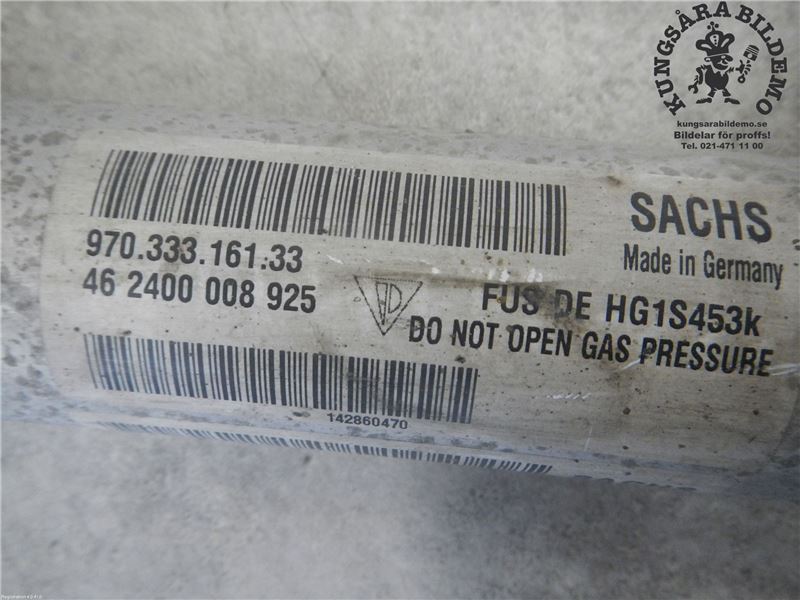 KUNGSÅRA BILDEMO
kungsarabildemo.se
Bildelar för proffs!
Tel. 021-471 11 00
SACHS
Made in Germany
970.333.161.33
46 2400 008 925
FUS DE HG1S453k
DO NOT OPEN GAS PRESSURE
142860470